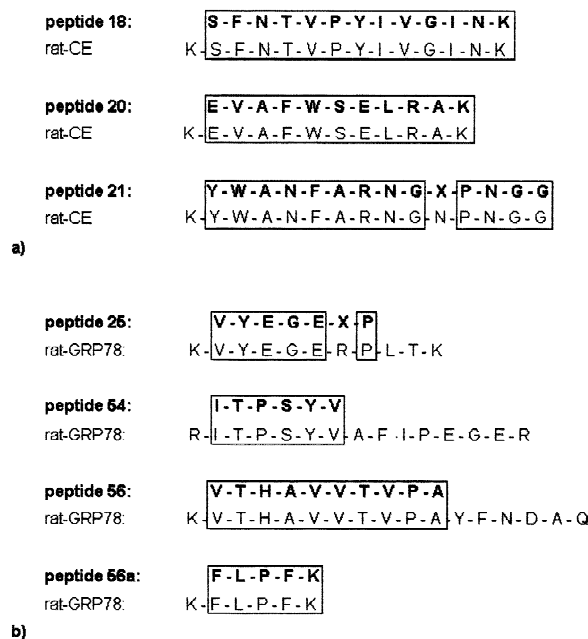 peptide 18: S-F-N-T-V-P-Y-I-V-G-I-N-K
rat-CE K-S-F-N-T-V-P-Y-I-V-G-I-N-K
peptide 20: E-V-A-F-W-S-E-L-R-A-K
rat-CE K-E-V-A-F-W-S-E-L-R-A-K
peptide 21: Y-W-A-N-F-A-R-N-G-X-P-N-G-G
rat-CE K-Y-W-A-N-F-A-R-N-G-N-P-N-G-G
a)
peptide 25: V-Y-E-G-E-X-P
rat-GRP78: K-V-Y-E-G-E-R-P-L-T-K
peptide 54: I-T-P-S-Y-V
rat-GRP78: R-I-T-P-S-Y-V-A-F-I-P-E-G-E-R
peptide 56: V-T-H-A-V-V-T-V-P-A
rat-GRP78: K-V-T-H-A-V-V-T-V-P-A-Y-F-N-D-A-Q
peptide 56a: F-L-P-F-K
rat-GRP78: K-F-L-P-F-K
b)